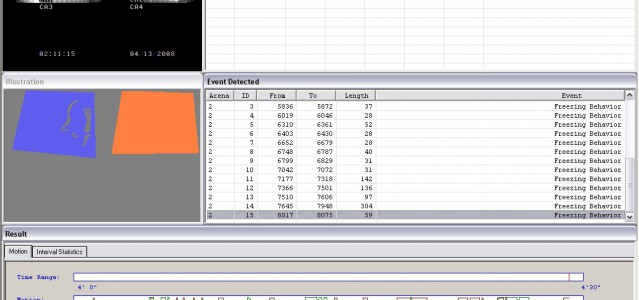 CA3 CA4
02:11:15 04 13 2008
Illustration
Event Detected
Arena ID From To Length Event
2 3 5836 5872 37 Freezing Behavior
2 4 6019 6046 28 Freezing Behavior
2 5 6310 6361 52 Freezing Behavior
2 6 6403 6430 28 Freezing Behavior
2 7 6652 6679 28 Freezing Behavior
2 8 6748 6787 40 Freezing Behavior
2 9 6799 6829 31 Freezing Behavior
2 10 7042 7072 31 Freezing Behavior
2 11 7177 7318 142 Freezing Behavior
2 12 7366 7501 136 Freezing Behavior
2 13 7510 7606 97 Freezing Behavior
2 14 7645 7948 304 Freezing Behavior
2 15 8017 8075 59 Freezing Behavior
Result
Motion Interval Statistics
Time Range:
4' 0" 4'30"
Motion: